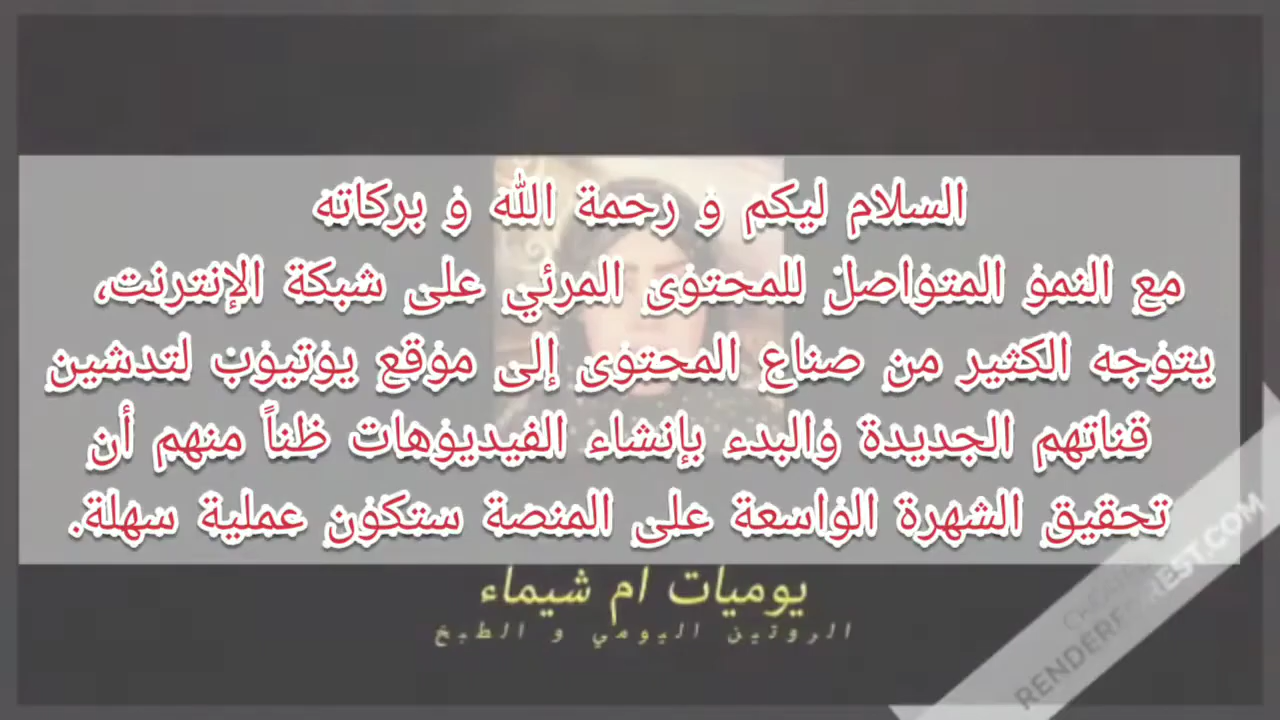 السلام ليكم و رحمة الله و بركاته
مع النمو المتواصل للمحتوى المرئي على شبكة الإنترنت،
يتوجه الكثير من صناع المحتوى إلى موقع يوتيوب لتدشين
قناتهم الجديدة والبدء بإنشاء الفيديوهات ظناً منهم أن
تحقيق الشهرة الواسعة على المنصة ستكون عملية سهلة.
يوميات ام شيماء
الروتين اليومي و الطبخ
RENDERFOREST.COM